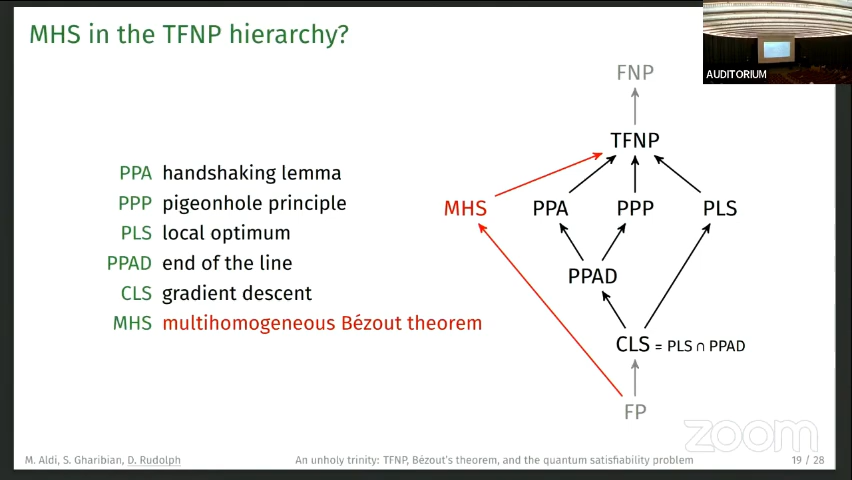 MHS in the TFNP hierarchy?
AUDITORIUM
FNP
TFNP
PPA handshaking lemma
PPP pigeonhole principle
PLS local optimum
PPAD end of the line
CLS gradient descent
MHS multihomogeneous Bézout theorem
MHS PPA PPP PLS
PPAD
CLS = PLS ∩ PPAD
FP
zoom
M. Aldi, S. Gharibian, D. Rudolph An unholy trinity: TFNP, Bézout's theorem, and the quantum satisfiability problem 19 / 28